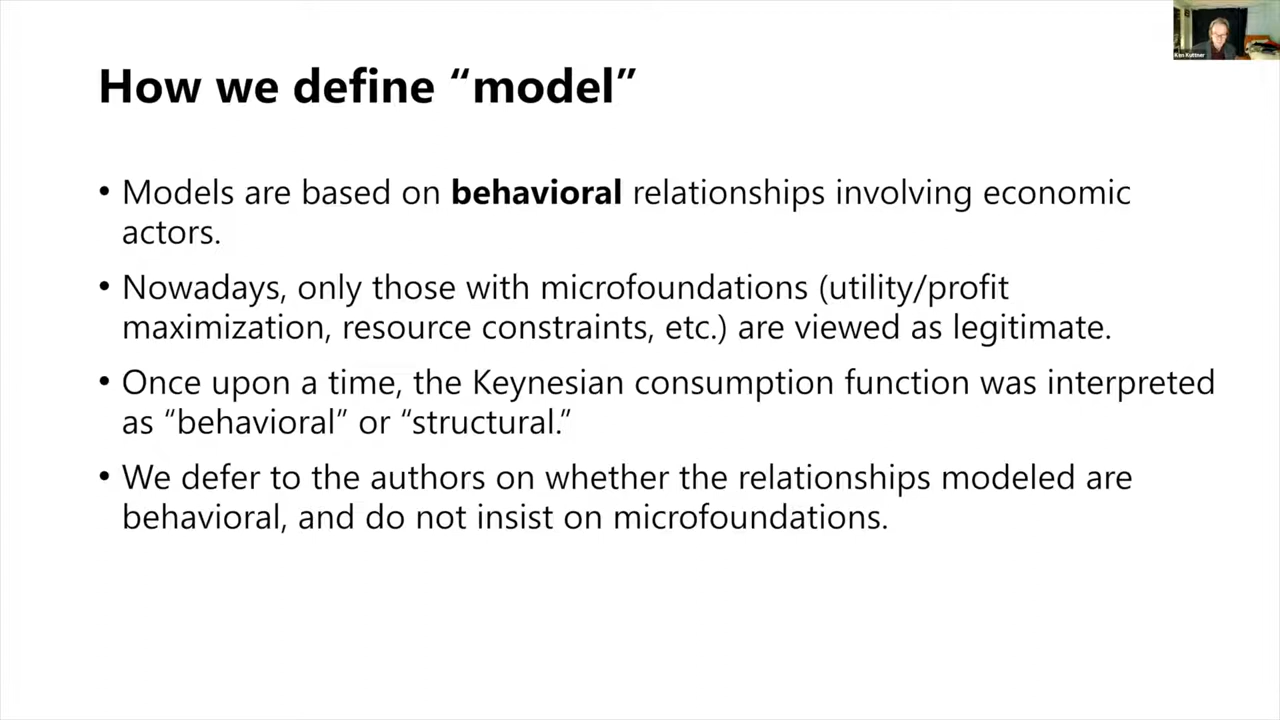 How we define “model”
• Models are based on behavioral relationships involving economic
actors.
• Nowadays, only those with microfoundations (utility/profit
maximization, resource constraints, etc.) are viewed as legitimate.
• Once upon a time, the Keynesian consumption function was interpreted
as “behavioral” or “structural.”
• We defer to the authors on whether the relationships modeled are
behavioral, and do not insist on microfoundations.
Ken Kuttner